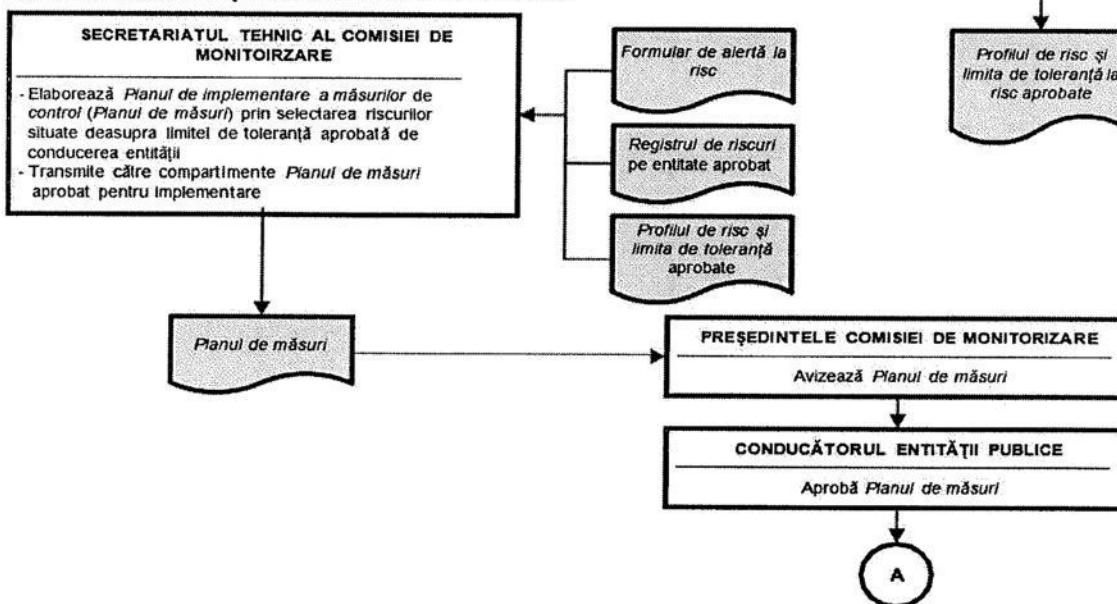 SECRETARIATUL TEHNIC AL COMISIEI DE
MONITOIRZARE
- Elaborează Planul de implementare a măsurilor de
control (Planul de măsuri) prin selectarea riscurilor
situate deasupra limitei de toleranță aprobată de
conducerea entității
- Transmite către compartimente Planul de măsuri
aprobat pentru implementare
Formular de alertă la
risc
Registrul de riscuri
pe entitate aprobat
Profilul de risc și
limita de toleranță
aprobate
Profilul de risc și
limita de toleranță la
risc aprobate
Planul de măsuri
PREȘEDINTELE COMISIEI DE MONITORIZARE
Avizează Planul de măsuri
CONDUCĂTORUL ENTITĂȚII PUBLICE
Aprobă Planul de măsuri
A